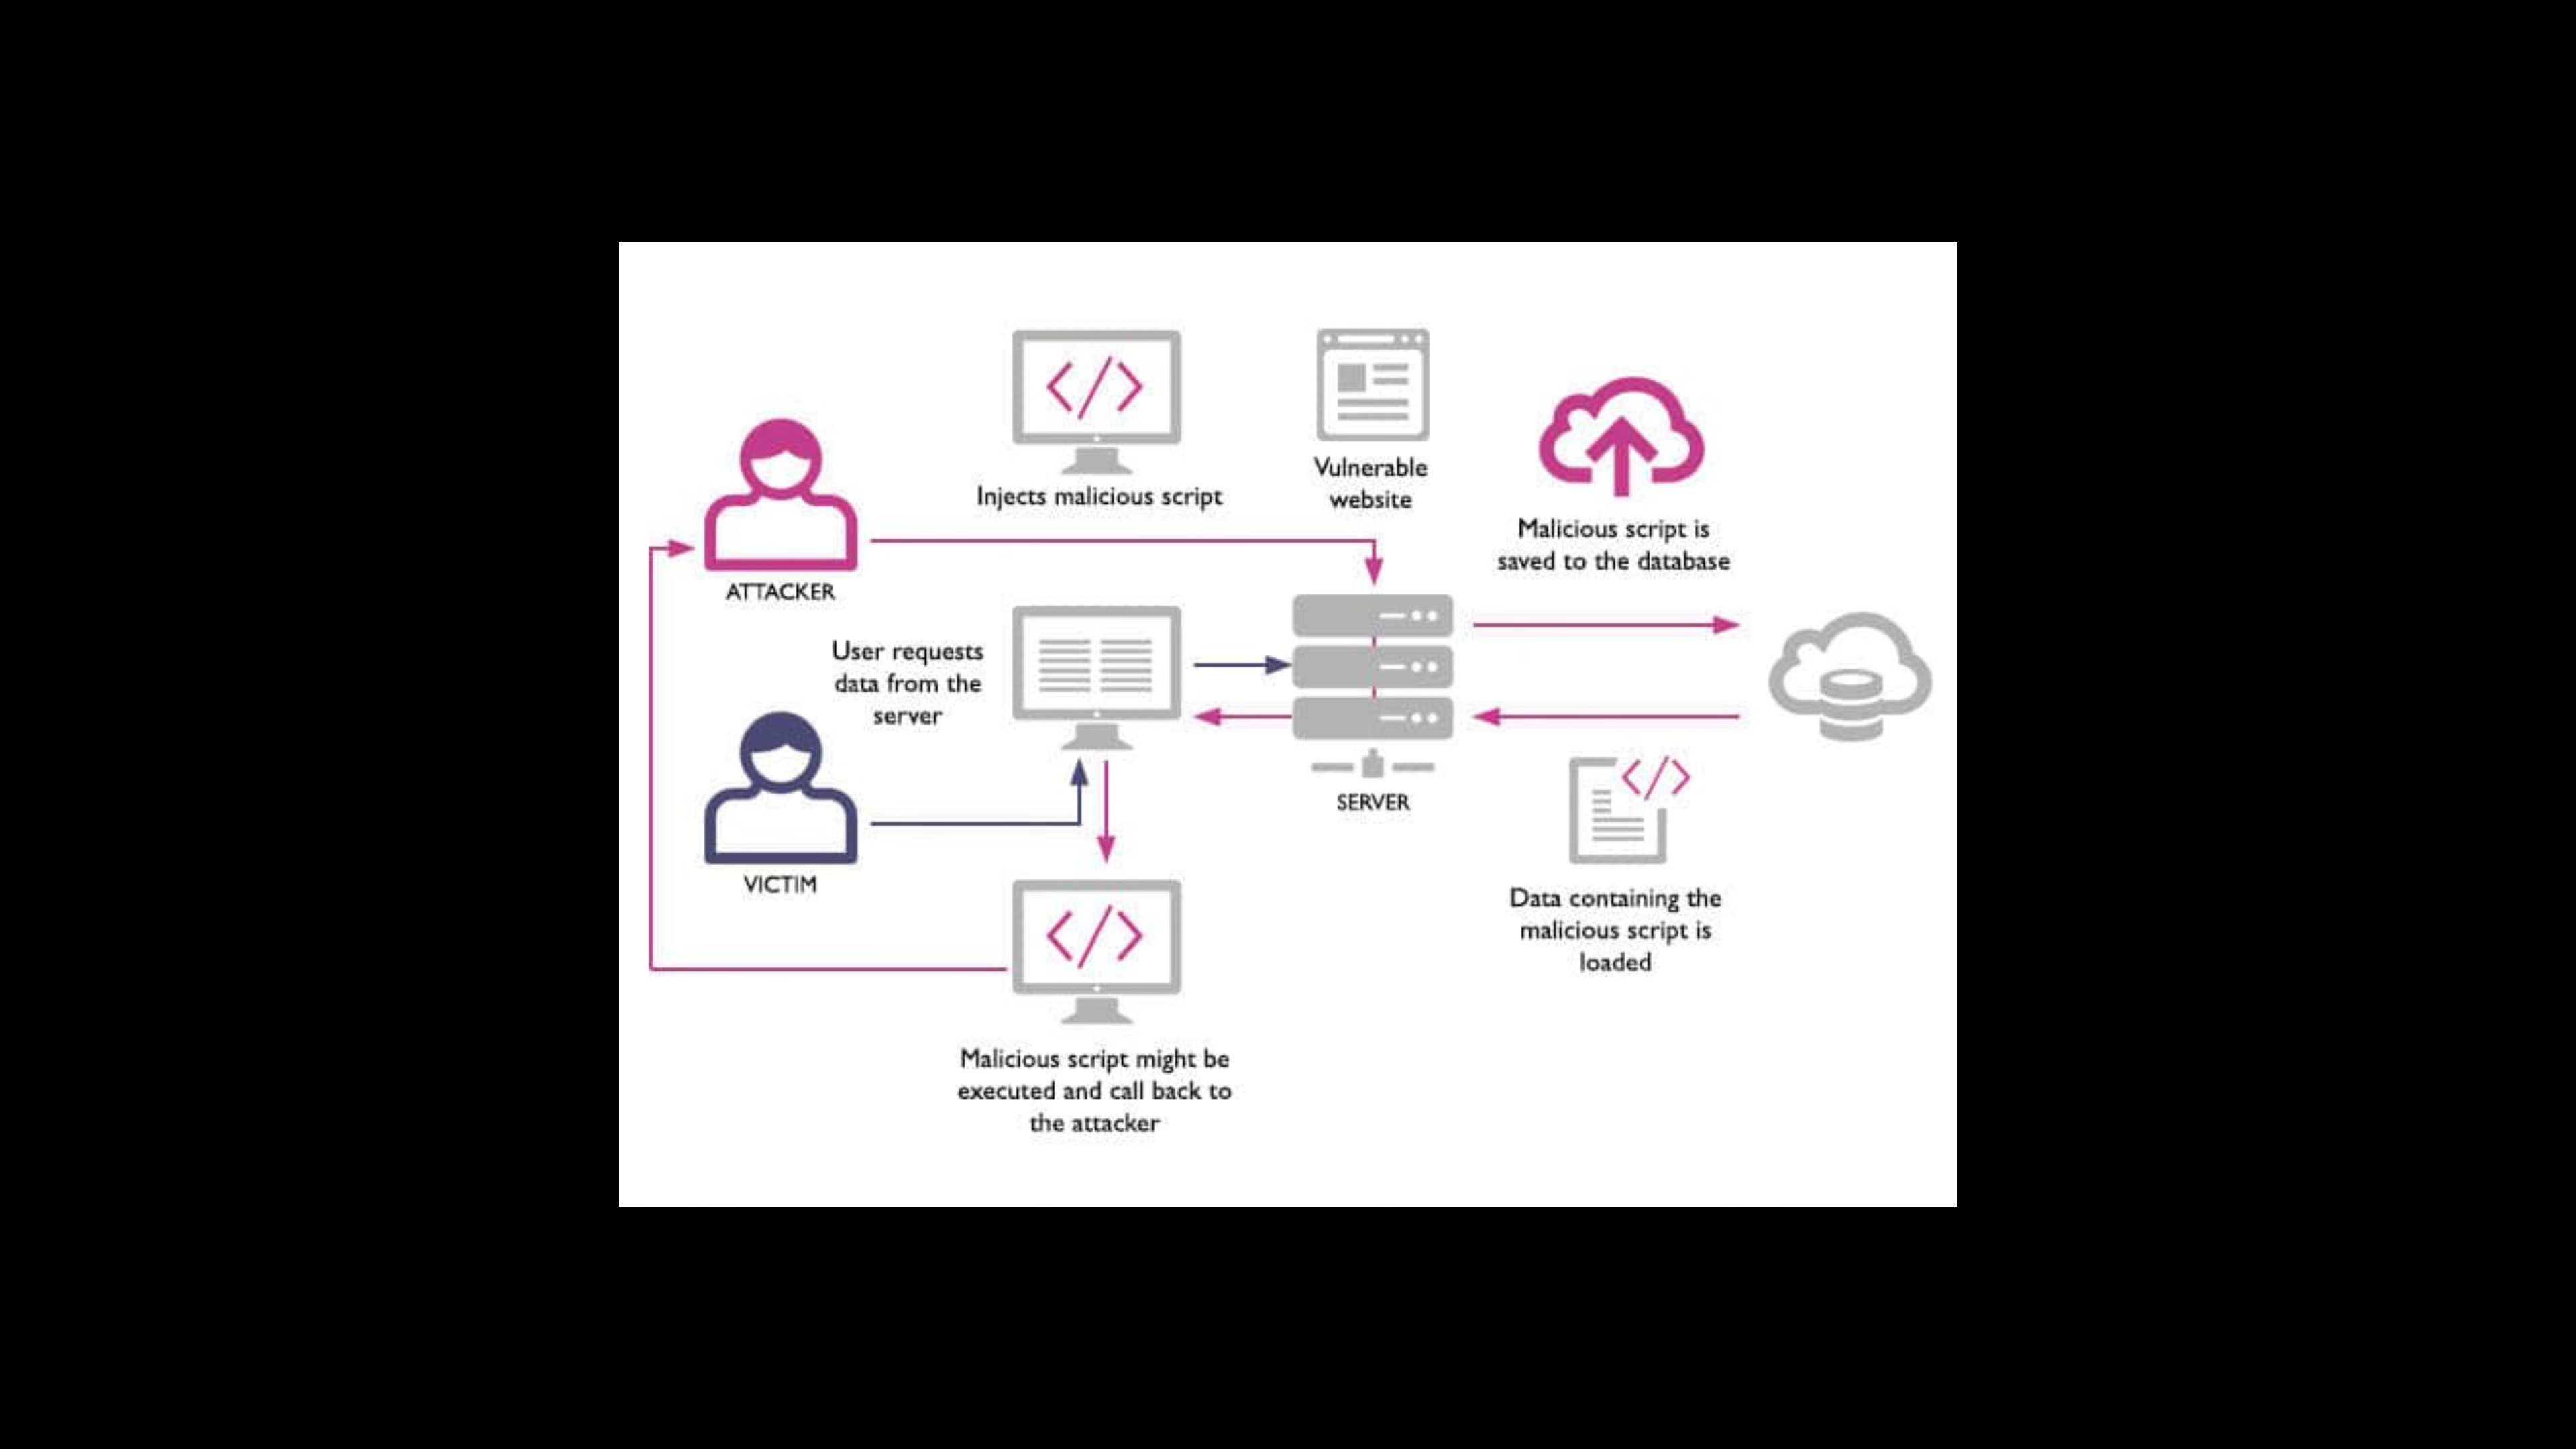 Injects malicious script
Vulnerable
website
Malicious script is
saved to the database
ATTACKER
User requests
data from the
server
VICTIM
SERVER
Data containing the
malicious script is
loaded
Malicious script might be
executed and call back to
the attacker